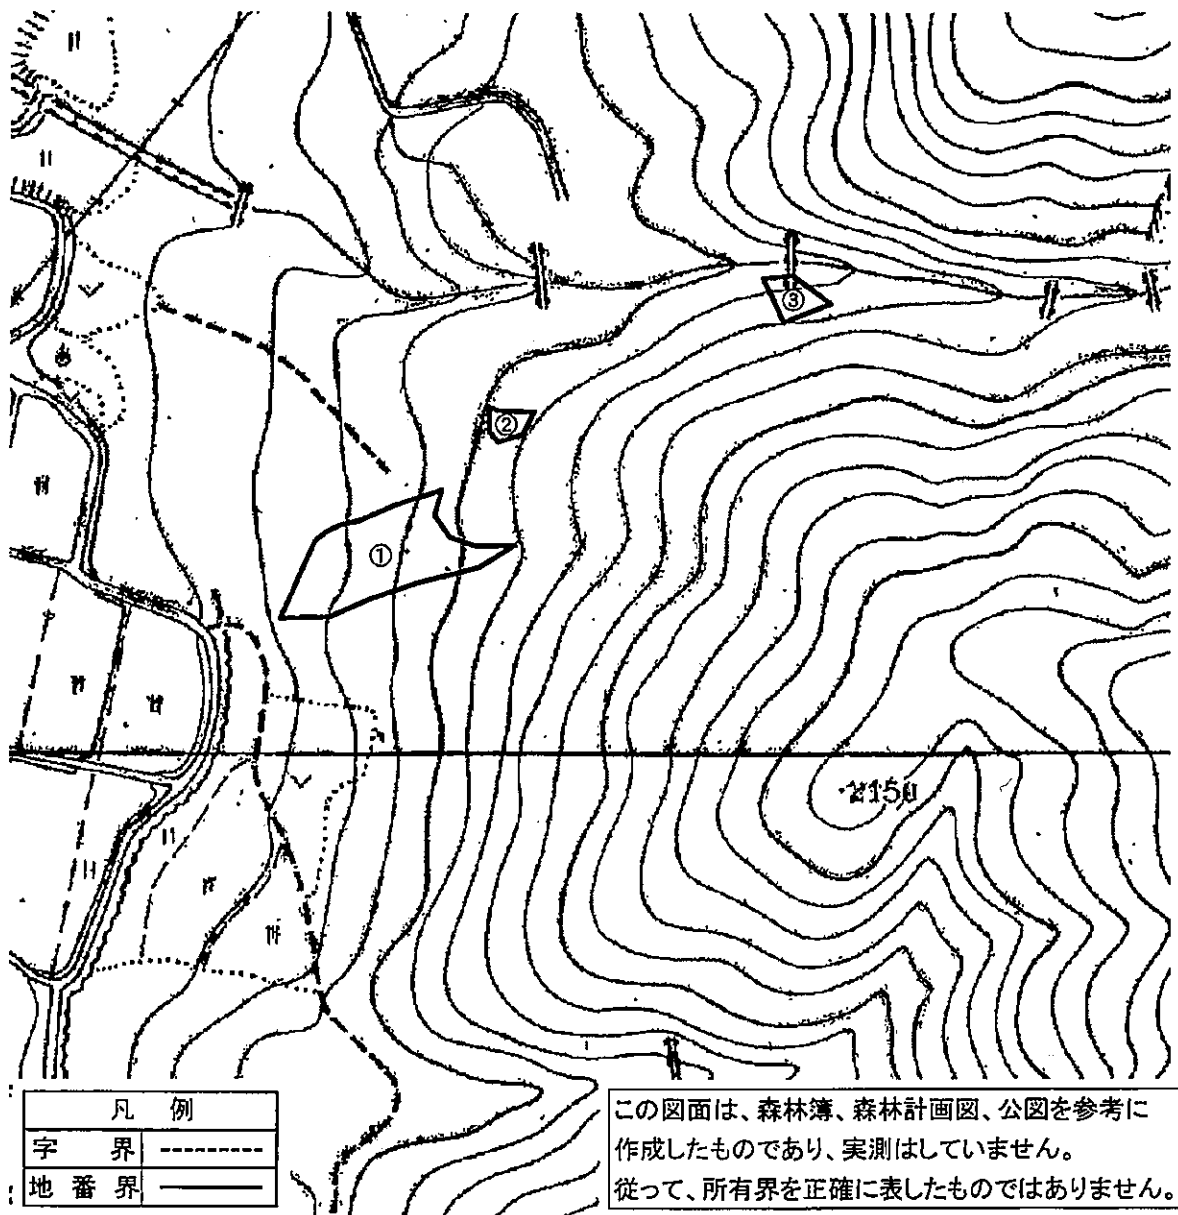 ③
②
①
凡 例
字 界
地 番 界
この図面は、森林簿、森林計画図、公図を参考に
作成したものであり、実測はしていません。
従って、所有界を正確に表したものではありません。